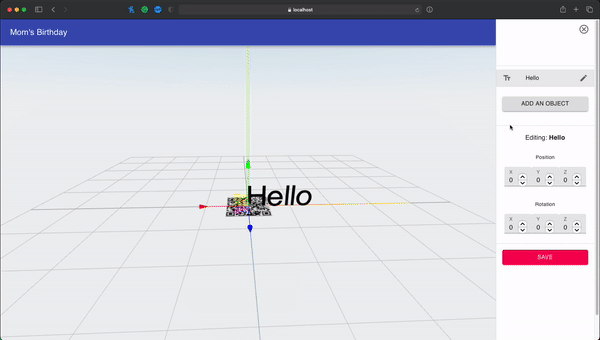 localhost
Mom's Birthday
Hello
Tт Hello
ADD AN OBJECT
Editing: Hello
Position
X Y Z
0 0 0
Rotation
X Y Z
0 0 0
SAVE